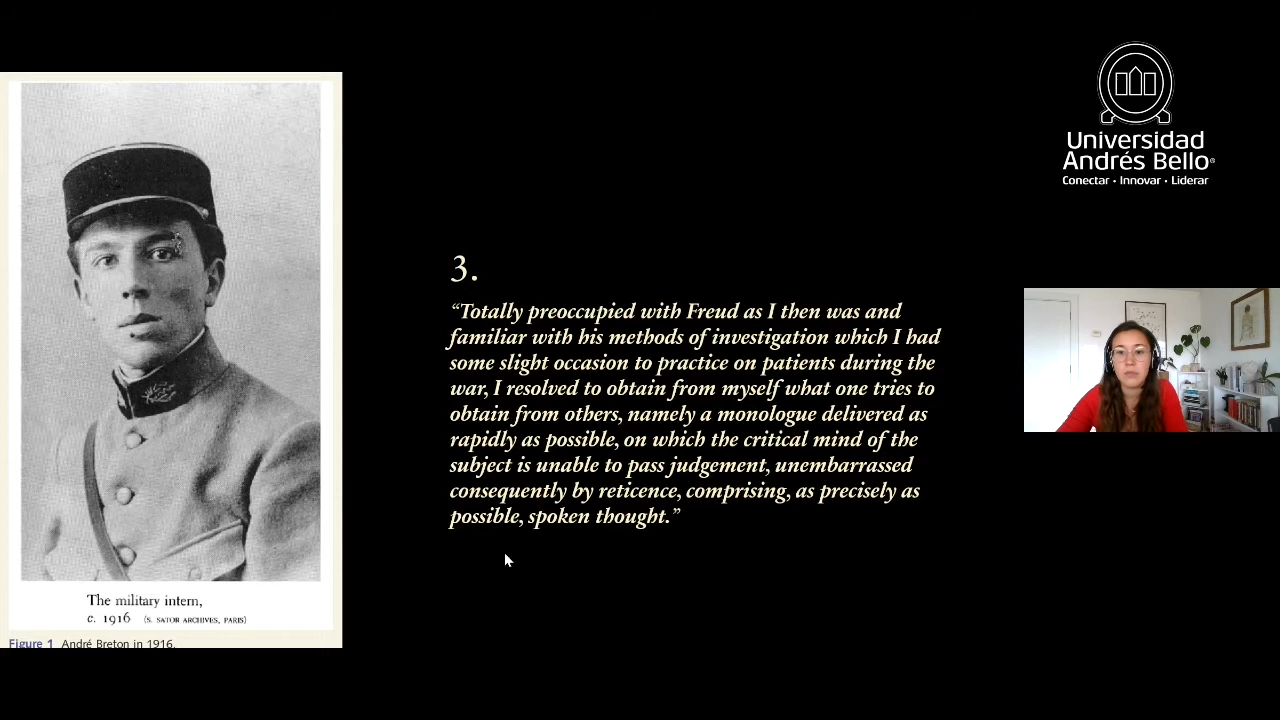 The military intern,
c. 1916 (S. SATOR ARCHIVES, PARIS)
Figure 1 André Breton in 1916.
3.
“Totally preoccupied with Freud as I then was and
familiar with his methods of investigation which I had
some slight occasion to practice on patients during the
war, I resolved to obtain from myself what one tries to
obtain from others, namely a monologue delivered as
rapidly as possible, on which the critical mind of the
subject is unable to pass judgement, unembarrassed
consequently by reticence, comprising, as precisely as
possible, spoken thought.”
Universidad
Andrés Bello®
Conectar • Innovar • Liderar